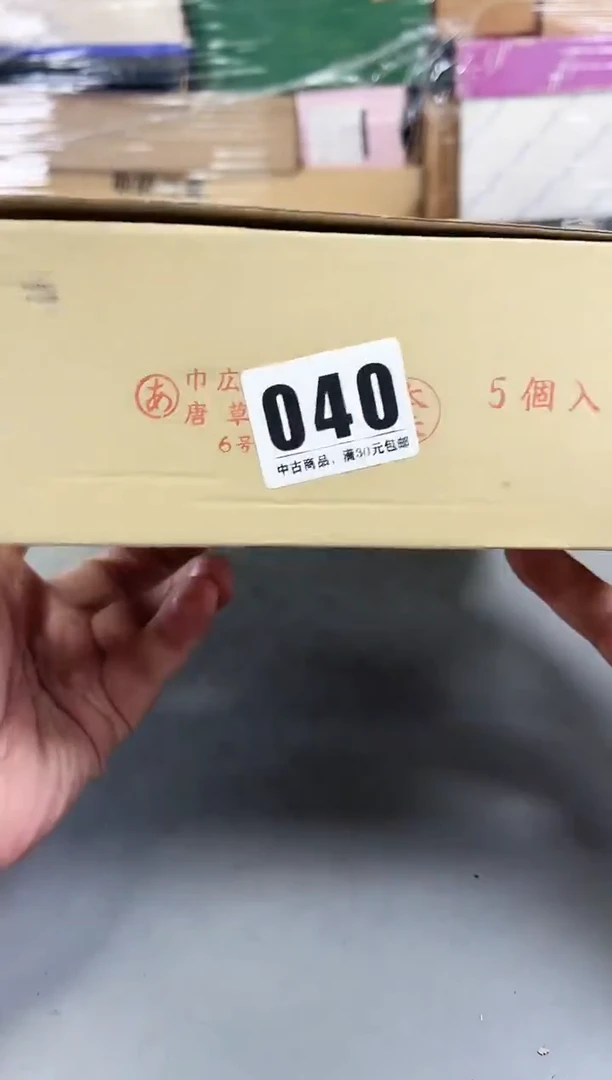 あ
巾広
唐草
6号
040
中古商品，满30元包邮
5個入